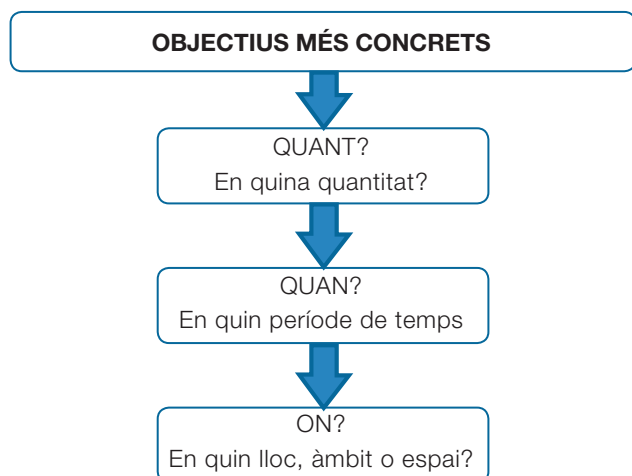 OBJECTIUS MÉS CONCRETS
QUANT?
En quina quantitat?
QUAN?
En quin període de temps
ON?
En quin lloc, àmbit o espai?